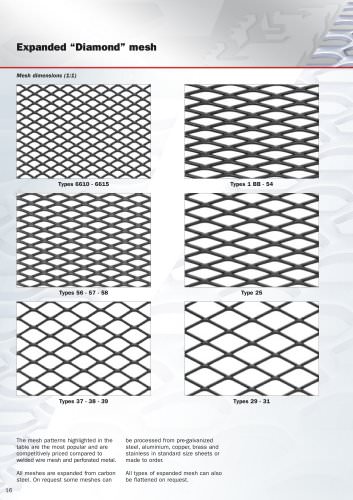 Expanded “Diamond” mesh
Mesh dimensions (1:1)
Types 6610 - 6615
Types 1 BB - 54
Types 56 - 57 - 58
Type 25
Types 37 - 38 - 39
Types 29 - 31
The mesh patterns highlighted in the
table are the most popular and are
competitively priced compared to
welded wire mesh and perforated metal.
All meshes are expanded from carbon
steel. On request some meshes can
be processed from pre-galvanized
steel, aluminium, copper, brass and
stainless in standard size sheets or
made to order.
All types of expanded mesh can also
be flattened on request.
16